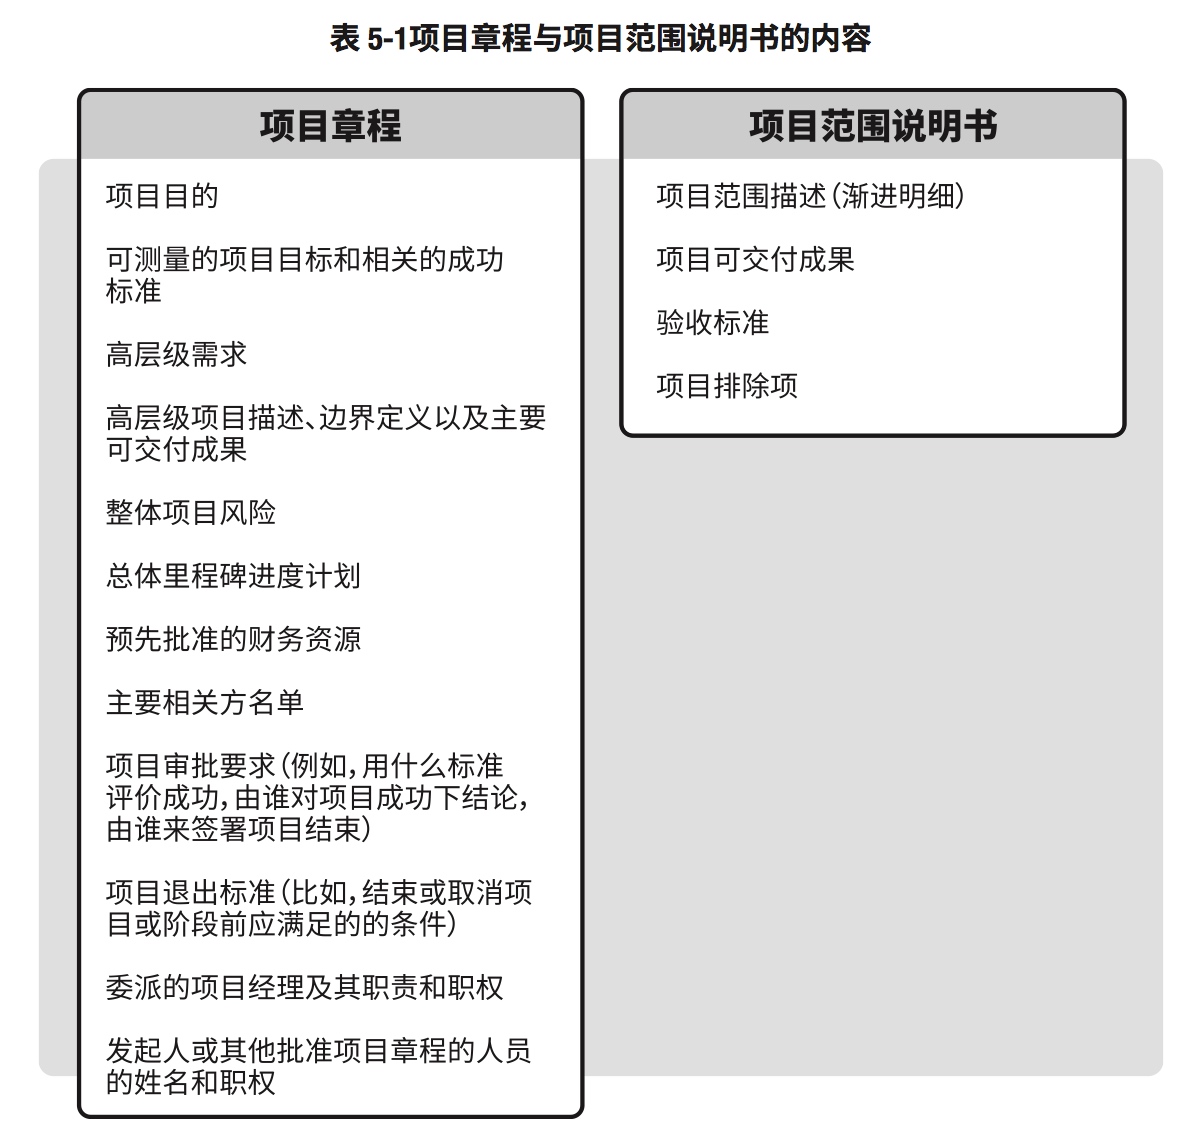 表 5-1项目章程与项目范围说明书的内容
项目章程
项目目的
可测量的项目目标和相关的成功
标准
高层级需求
高层级项目描述、边界定义以及主要
可交付成果
整体项目风险
总体里程碑进度计划
预先批准的财务资源
主要相关方名单
项目审批要求(例如,用什么标准
评价成功,由谁对项目成功下结论,
由谁来签署项目结束)
项目退出标准(比如,结束或取消项
目或阶段前应满足的的条件)
委派的项目经理及其职责和职权
发起人或其他批准项目章程的人员
的姓名和职权
项目范围说明书
项目范围描述(渐进明细)
项目可交付成果
验收标准
项目排除项